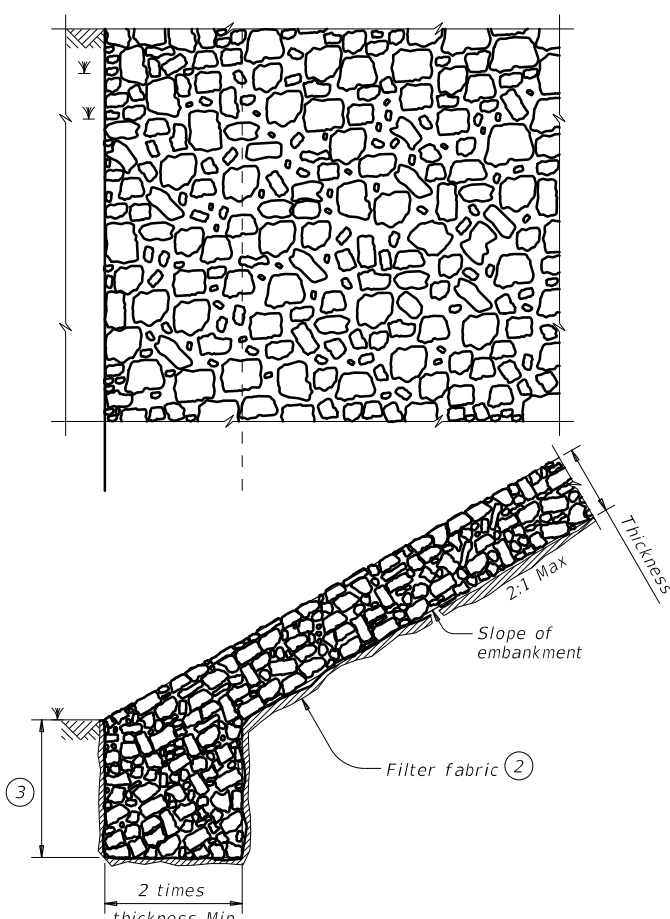 Thickness
2:1 Max
Slope of
embankment
Filter fabric 2
3
2 times
thickness Min